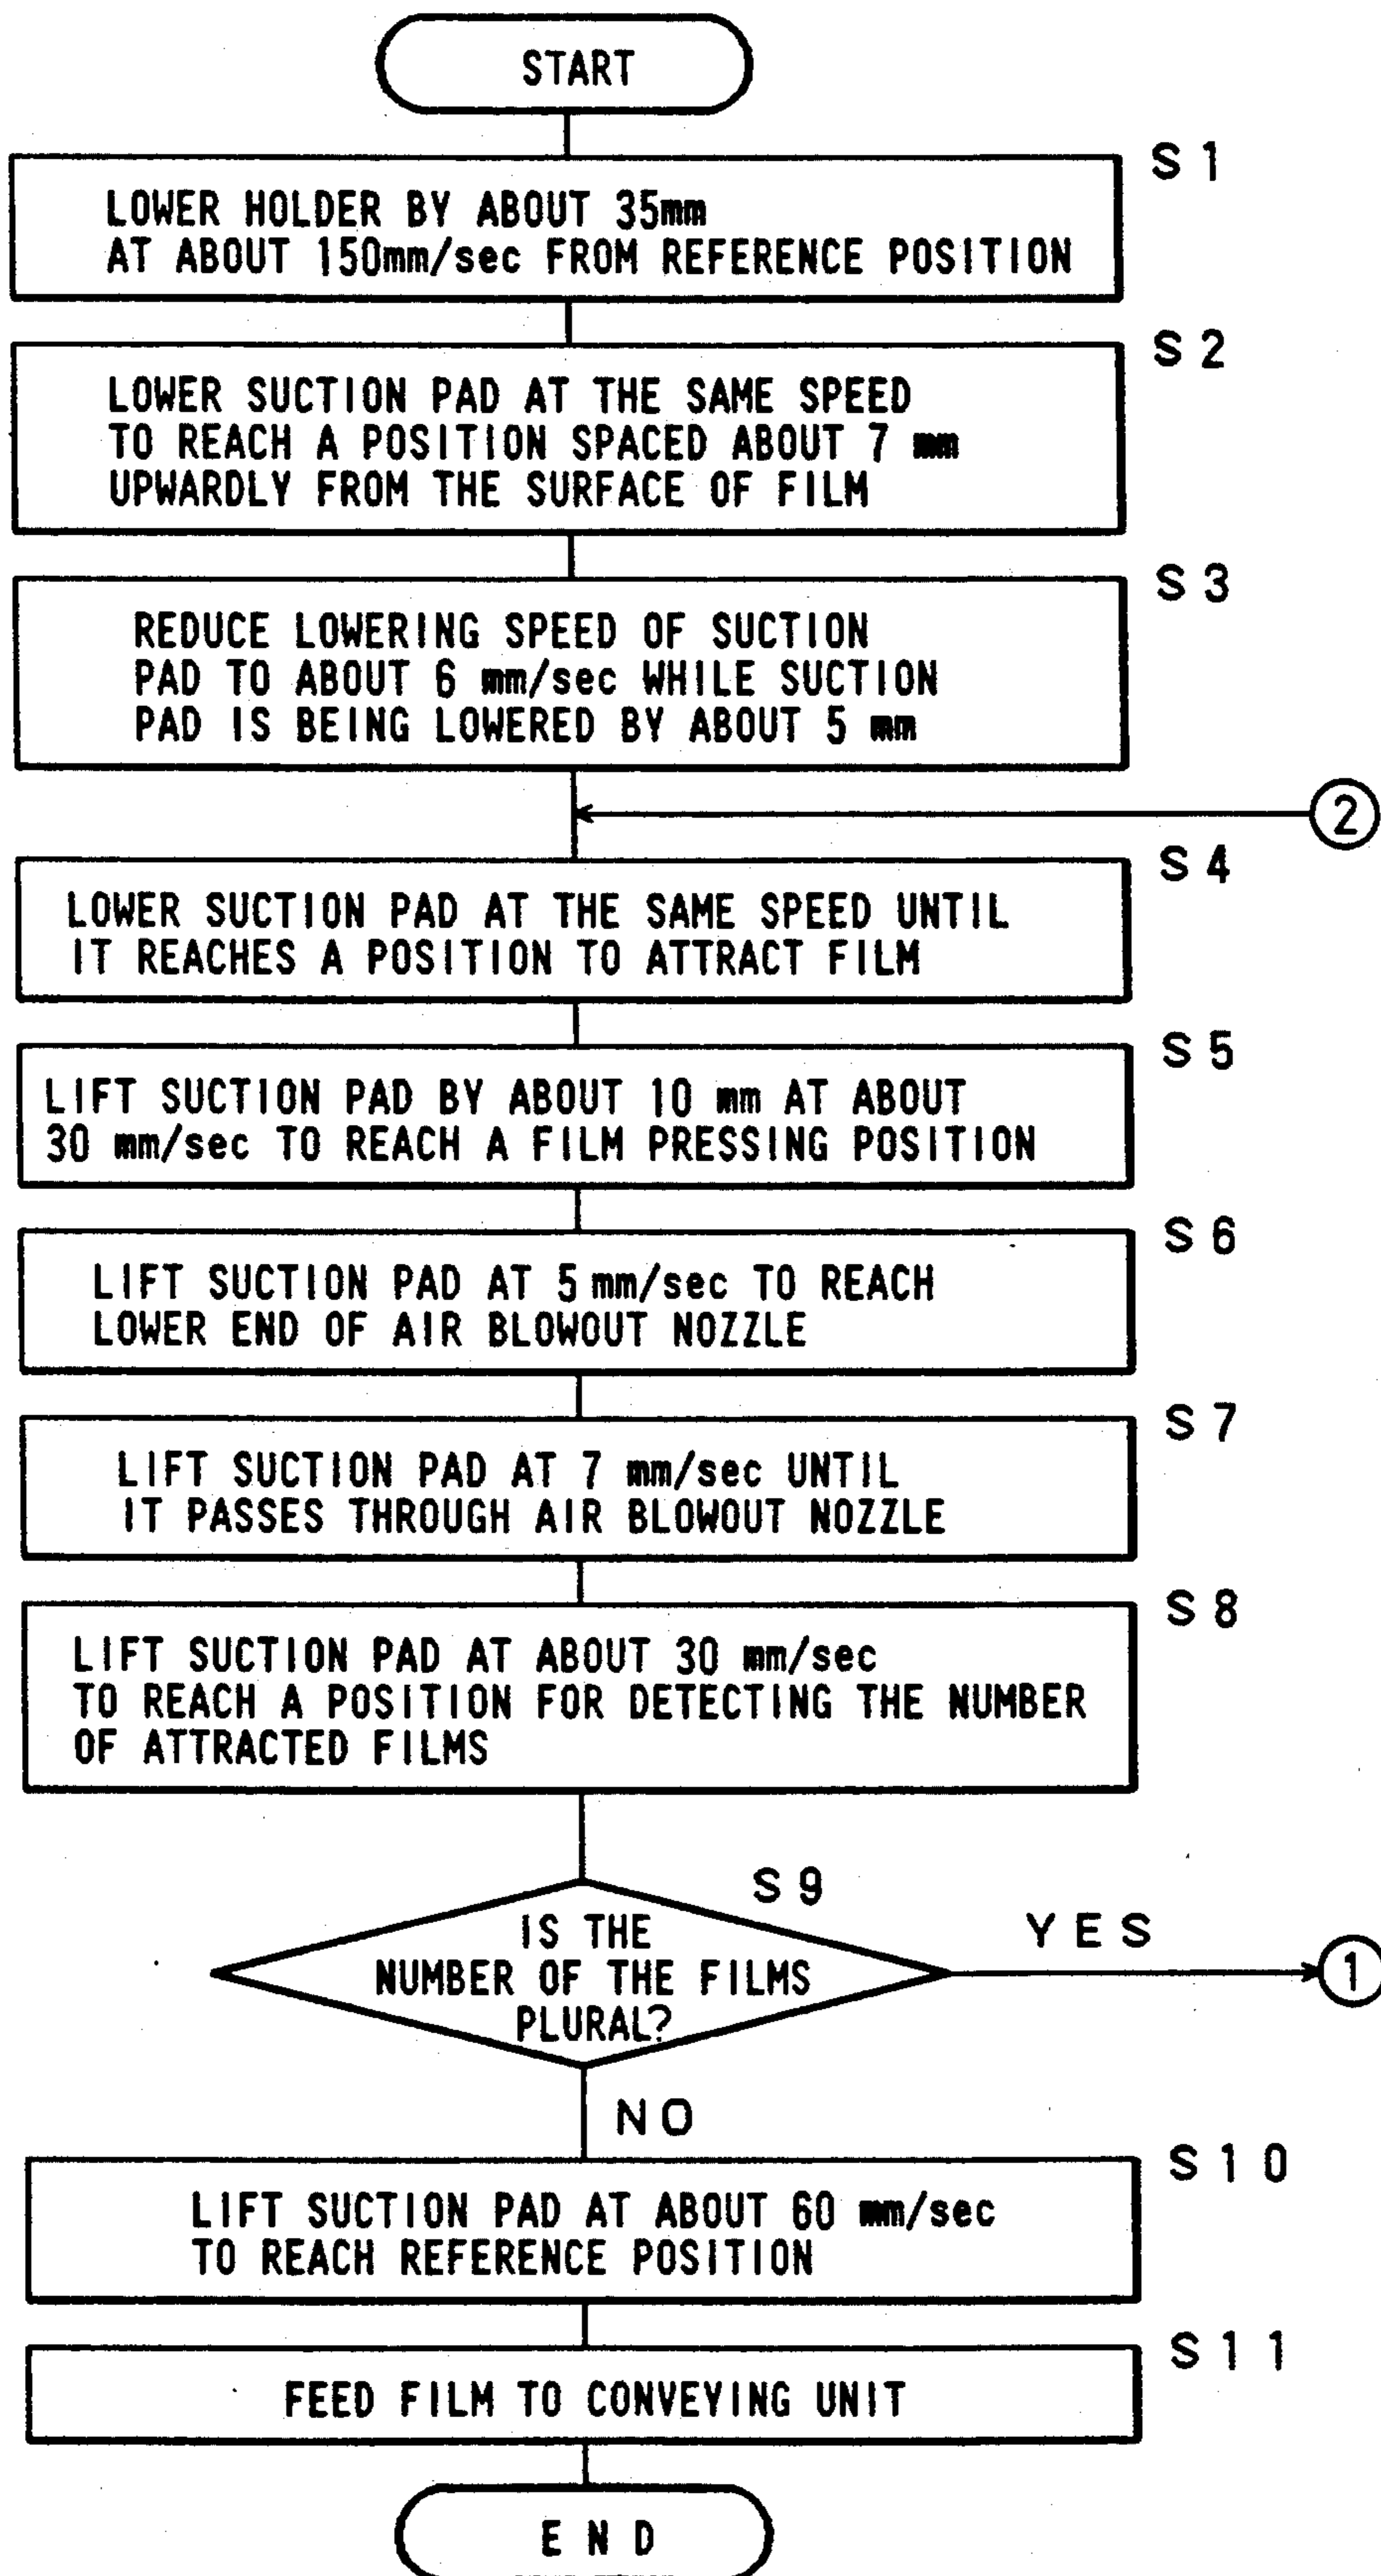 START
S 1
LOWER HOLDER BY ABOUT 35mm
AT ABOUT 150mm/sec FROM REFERENCE POSITION
S 2
LOWER SUCTION PAD AT THE SAME SPEED
TO REACH A POSITION SPACED ABOUT 7 mm
UPWARDLY FROM THE SURFACE OF FILM
S 3
REDUCE LOWERING SPEED OF SUCTION
PAD TO ABOUT 6 mm/sec WHILE SUCTION
PAD IS BEING LOWERED BY ABOUT 5 mm
2
S 4
LOWER SUCTION PAD AT THE SAME SPEED UNTIL
IT REACHES A POSITION TO ATTRACT FILM
S 5
LIFT SUCTION PAD BY ABOUT 10 mm AT ABOUT
30 mm/sec TO REACH A FILM PRESSING POSITION
S 6
LIFT SUCTION PAD AT 5 mm/sec TO REACH
LOWER END OF AIR BLOWOUT NOZZLE
S 7
LIFT SUCTION PAD AT 7 mm/sec UNTIL
IT PASSES THROUGH AIR BLOWOUT NOZZLE
S 8
LIFT SUCTION PAD AT ABOUT 30 mm/sec
TO REACH A POSITION FOR DETECTING THE NUMBER
OF ATTRACTED FILMS
S 9
IS THE
NUMBER OF THE FILMS
PLURAL?
YES
1
NO
S 10
LIFT SUCTION PAD AT ABOUT 60 mm/sec
TO REACH REFERENCE POSITION
S 11
FEED FILM TO CONVEYING UNIT
END